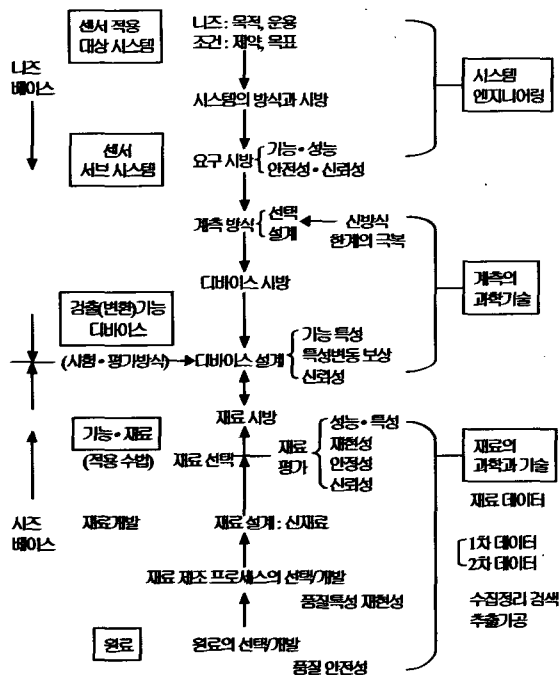 센서 적용
대상 시스템
니즈 : 목적, 운용
조건 : 제약, 목표
니즈
베이스
시스템의 방식과 시방
시스템
엔지니어링
센서
서브 시스템
요구 시방
기능·성능
안전성·신뢰성
계측 방식
선택
설계
신방식
한계의 극복
디바이스 시방
계측의
과학기술
검출(변환)기능
디바이스
(시험·평가방식)
디바이스 설계
기능 특성
특성변동 보상
신뢰성
재료 시방
기능·재료
(적용 수법)
재료 선택
재료
평가
성능·특성
재현성
안정성
신뢰성
재료의
과학과 기술
재료 데이터
시즈
베이스
재료개발
재료 설계 : 신재료
1차 데이터
2차 데이터
재료 제조 프로세스의 선택/개발
품질특성 재현성
수집정리 검색
추출가공
원료
원료의 선택/개발
품질 안전성